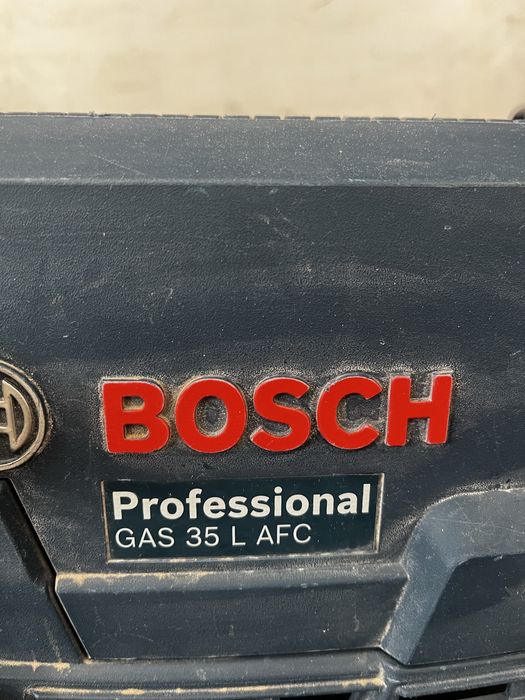 BOSCH
Professional
GAS 35 L AFC